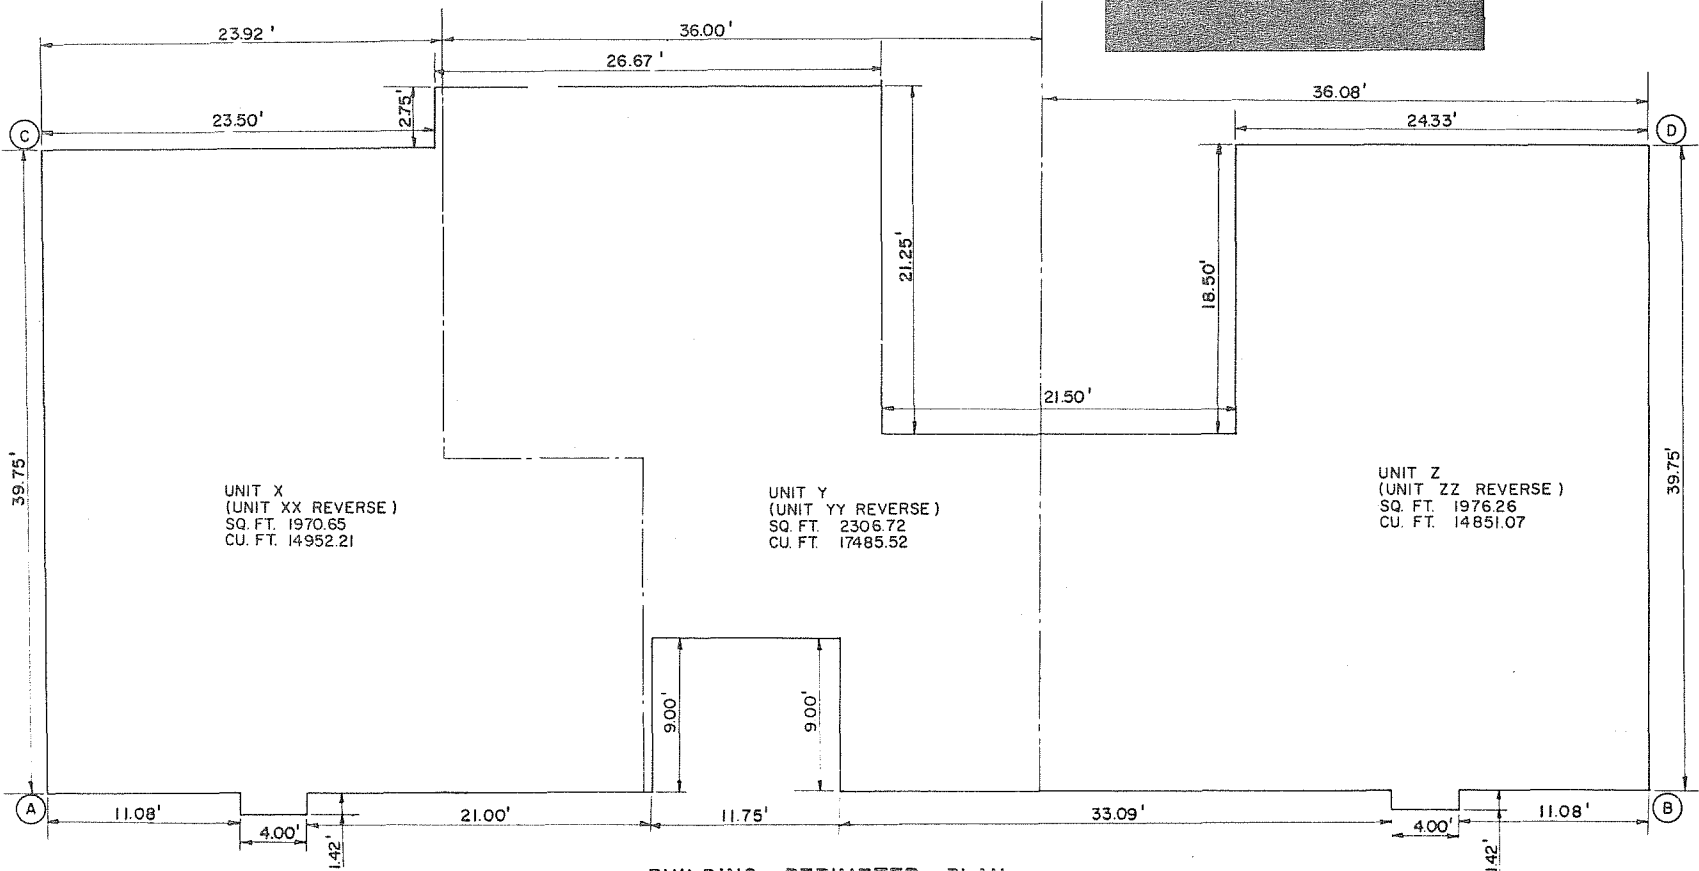 23.92'
36.00'
26.67'
36.08'
23.50'
2.75'
24.33'
C
D
21.25'
18.50'
21.50'
39.75'
39.75'
UNIT X
(UNIT XX REVERSE)
SQ. FT. 1970.65
CU. FT. 14952.21
UNIT Y
(UNIT YY REVERSE)
SQ. FT. 2306.72
CU. FT. 17485.52
UNIT Z
(UNIT ZZ REVERSE)
SQ. FT. 1976.26
CU. FT. 14851.07
9.00'
9.00'
A
B
11.08'
4.00'
1.42'
21.00'
11.75'
33.09'
4.00'
1.42'
11.08'
BUILDING PERIMETER PLAN